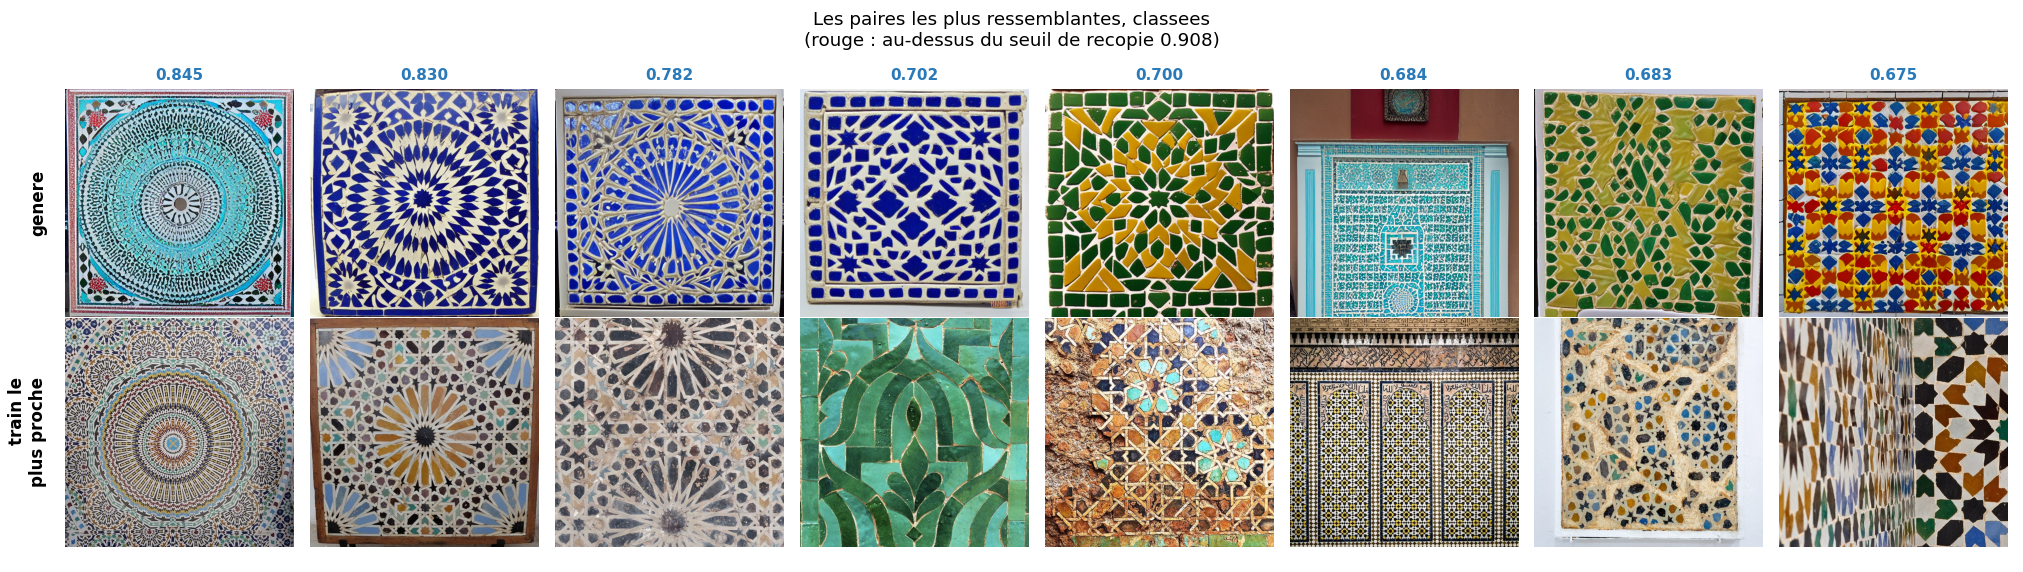 Les paires les plus ressemblantes, classees
(rouge : au-dessus du seuil de recopie 0.908)
0.845 0.830 0.782 0.702 0.700 0.684 0.683 0.675
genere
train le
plus proche